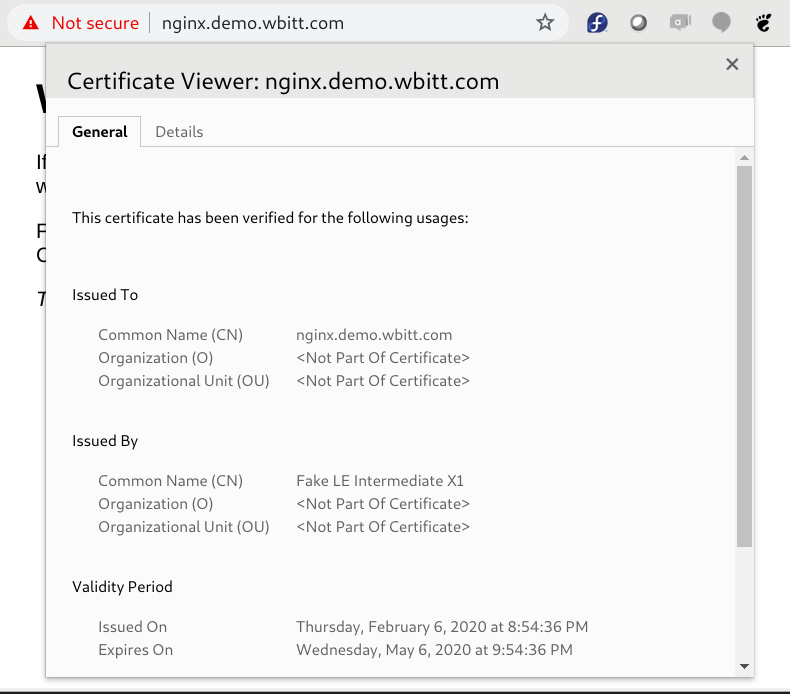 Not secure nginx.demo.wbitt.com
Certificate Viewer: nginx.demo.wbitt.com
General Details
If
This certificate has been verified for the following usages:
Issued To
Common Name (CN) nginx.demo.wbitt.com
Organization (O) <Not Part Of Certificate>
Organizational Unit (OU) <Not Part Of Certificate>
Issued By
Common Name (CN) Fake LE Intermediate X1
Organization (O) <Not Part Of Certificate>
Organizational Unit (OU) <Not Part Of Certificate>
Validity Period
Issued On Thursday, February 6, 2020 at 8:54:36 PM
Expires On Wednesday, May 6, 2020 at 9:54:36 PM